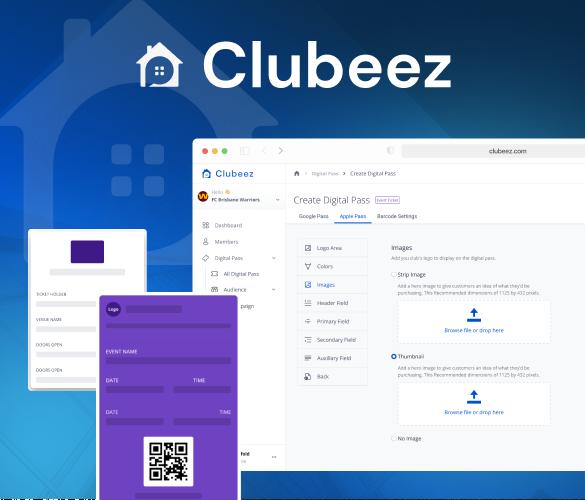 Clubeez
clubeez.com
Clubeez
Digital Pass > Create Digital Pass
Hello
FC Brisbane Warriors
Create Digital Pass
Event Ticket
Google Pass Apple Pass Barcode Settings
Dashboard
Members
Digital Pass
All Digital Pass
Audience
paign
Logo Area
Colors
Images
Header Field
Primary Field
Secondary Field
Auxiliary Field
Back
Images
Add you club's logo to display on the digital pass.
Strip Image
Add a hero image to give customers an idea of what they'd be
purchasing. This Recommended dimensions of 1125 by 432 pixels.
Browse file or drop here
Thumbnail
Add a hero image to give customers an idea of what they'd be
purchasing. This Recommended dimensions of 1125 by 432 pixels.
Browse file or drop here
No Image
fold
TICKET HOLDER
VENUE NAME
DOORS OPEN
DOORS OPEN
Logo
EVENT NAME
DATE TIME
DATE TIME